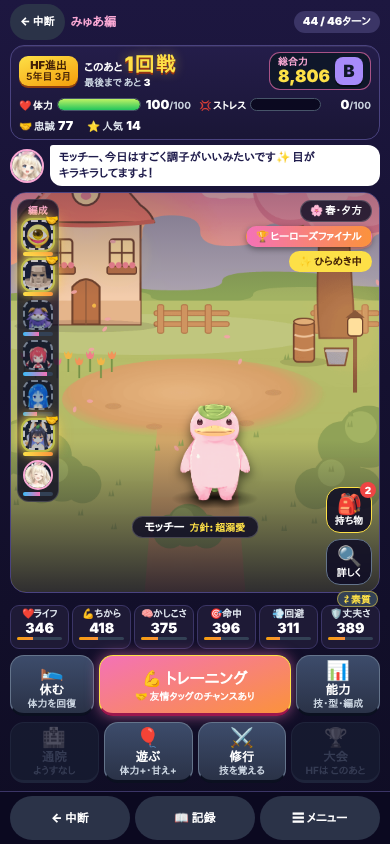 ← 中断
みゅあ編
44 / 46ターン
HF進出
5年目 3月
このあと1回戦
最後まであと 3
総合力
8,806 B
❤️体力 100/100
💢ストレス 0/0
🤝忠誠 77 ⭐人気 14
モッチー、今日はすごく調子がいいみたいです✨ 目が
キラキラしてますよ!
編成
🌸春・夕方
🏆ヒーローズファイナル
✨ひらめき中
2
持ち物
モッチー 方針: 超溺愛
🔍
詳しく
素質
❤️ライフ
346
💪ちから
418
🧠かしこさ
375
🎯命中
396
💨回避
311
🛡️丈夫さ
389
休む
体力を回復
💪トレーニング
🤝友情タッグのチャンスあり
📊
能力
技・型・編成
🏥
通院
ようすなし
🎈
遊ぶ
体力+・甘え+
⚔️
修行
技を覚える
🏆
大会
HFは このあと
← 中断
📖 記録
☰メニュー